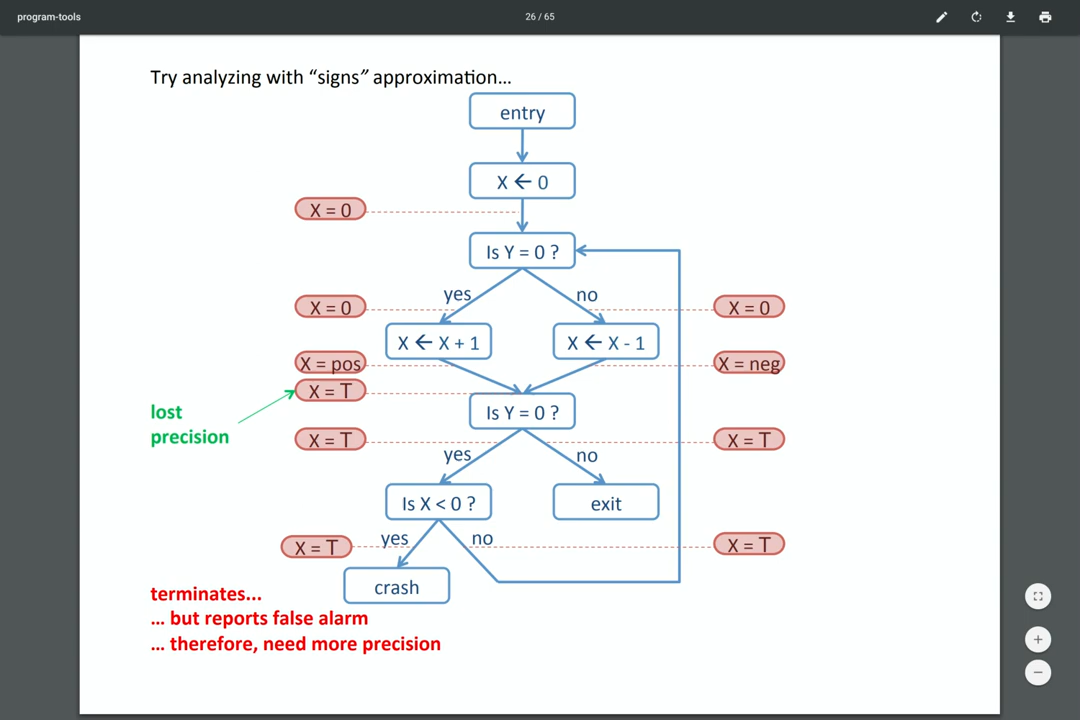 program-tools
26 / 65
Try analyzing with “signs” approximation...
entry
X ← 0
X = 0
Is Y = 0 ?
yes
no
X = 0
X = 0
X ← X + 1
X ← X - 1
X = pos
X = neg
X = T
lost
precision
Is Y = 0 ?
X = T
X = T
yes
no
Is X < 0 ?
exit
yes
no
X = T
X = T
crash
terminates...
... but reports false alarm
... therefore, need more precision